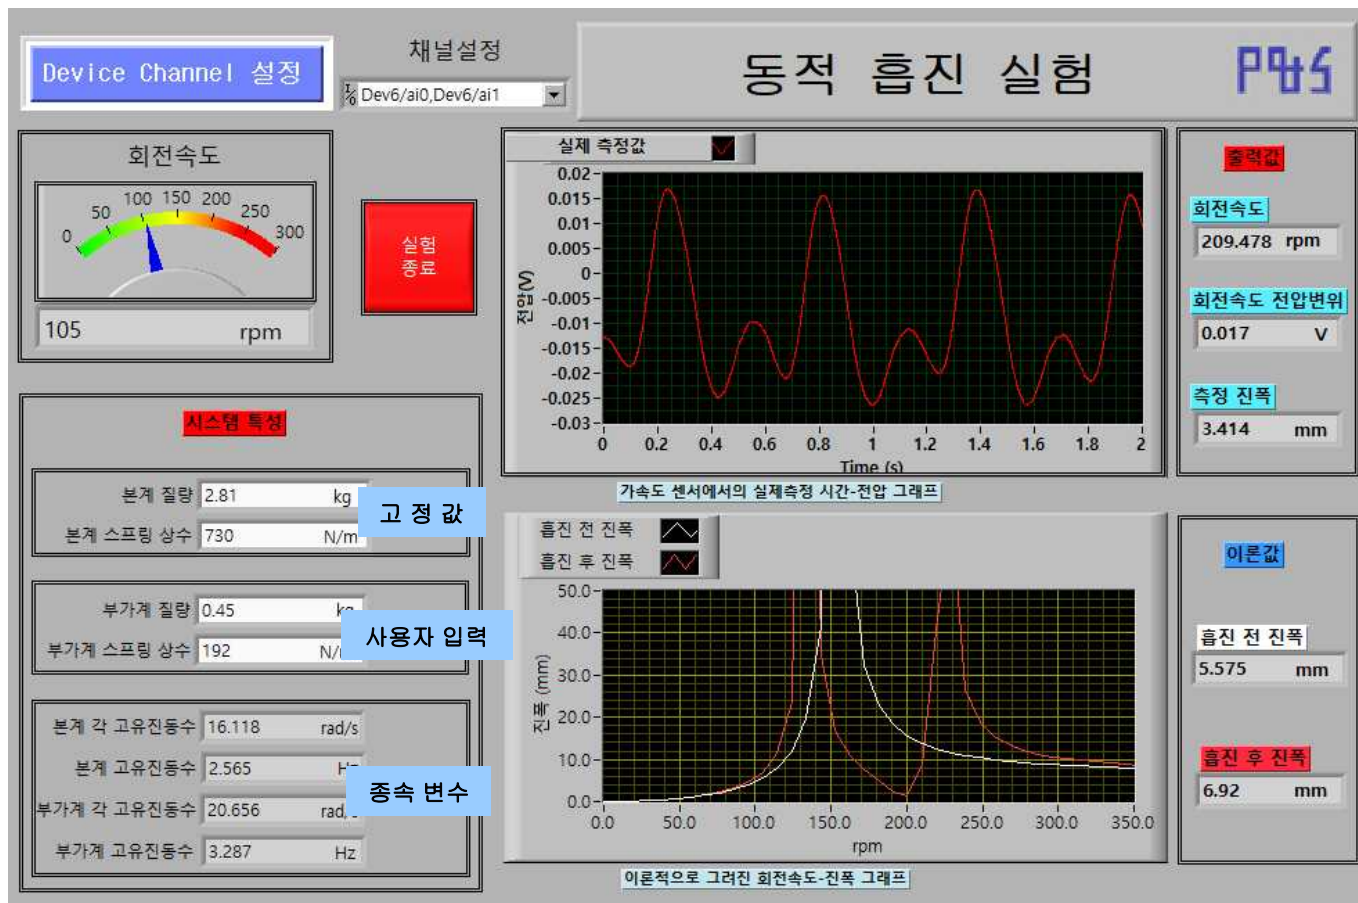 Device Channel 설정
채널설정
Dev6/ai0,Dev6/ai1
동적 흡진 실험
회전속도
0
50
100
150
200
250
300
105 rpm
실험
종료
실제 측정값
0.02
0.015
0.01
0.005
0
-0.005
-0.01
-0.015
-0.02
-0.025
-0.03
전압(V)
0 0.2 0.4 0.6 0.8 1 1.2 1.4 1.6 1.8 2
Time (s)
가속도 센서에서의 실제측정 시간-전압 그래프
출력값
회전속도
209.478 rpm
회전속도 전압변위
0.017 V
측정 진폭
3.414 mm
시스템 특성
본계 질량 2.81 kg
본계 스프링 상수 730 N/m
고 정 값
부가계 질량 0.45
부가계 스프링 상수 192
사용자 입력
본계 각 고유진동수 16.118 rad/s
본계 고유진동수 2.565
부가계 각 고유진동수 20.656
부가계 고유진동수 3.287 Hz
종속 변수
흡진 전 진폭
흡진 후 진폭
50.0
40.0
30.0
20.0
10.0
0.0
진폭 (mm)
0.0 50.0 100.0 150.0 200.0 250.0 300.0 350.0
rpm
이론적으로 그려진 회전속도-진폭 그래프
이론값
흡진 전 진폭
5.575 mm
흡진 후 진폭
6.92 mm